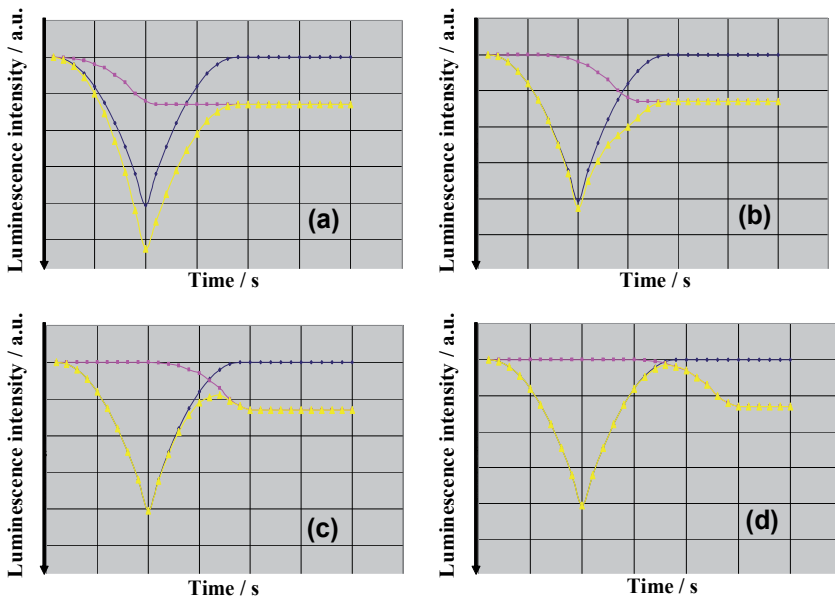 Luminescence intensity / a.u.
(a)
Time / s
Luminescence intensity / a.u.
(b)
Time / s
Luminescence intensity / a.u.
(c)
Time / s
Luminescence intensity / a.u.
(d)
Time / s